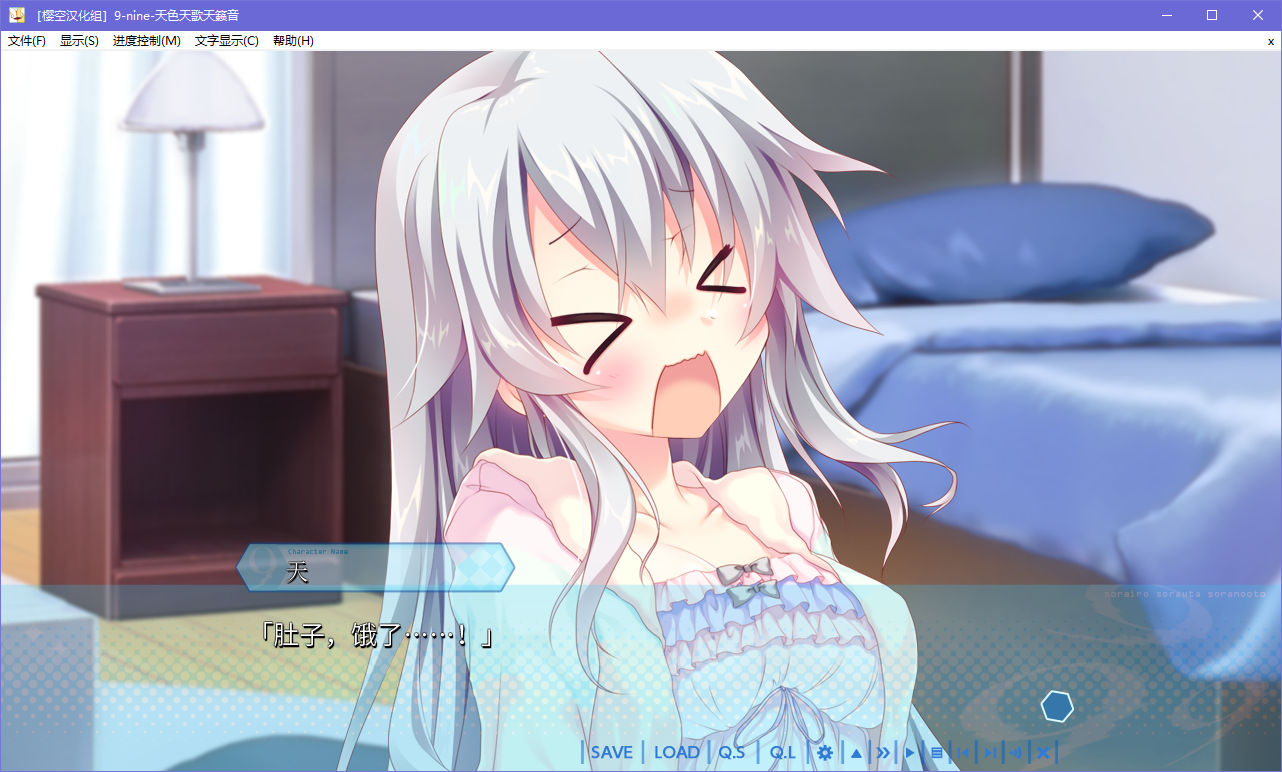 [樱空汉化组] 9-nine-天色天歌天籁音
文件(F) 显示(S) 进度控制(M) 文字显示(C) 帮助(H) x
Character Name
天
sorairo sorauta soranooto
「肚子，饿了……！」
SAVE LOAD Q.S Q.L